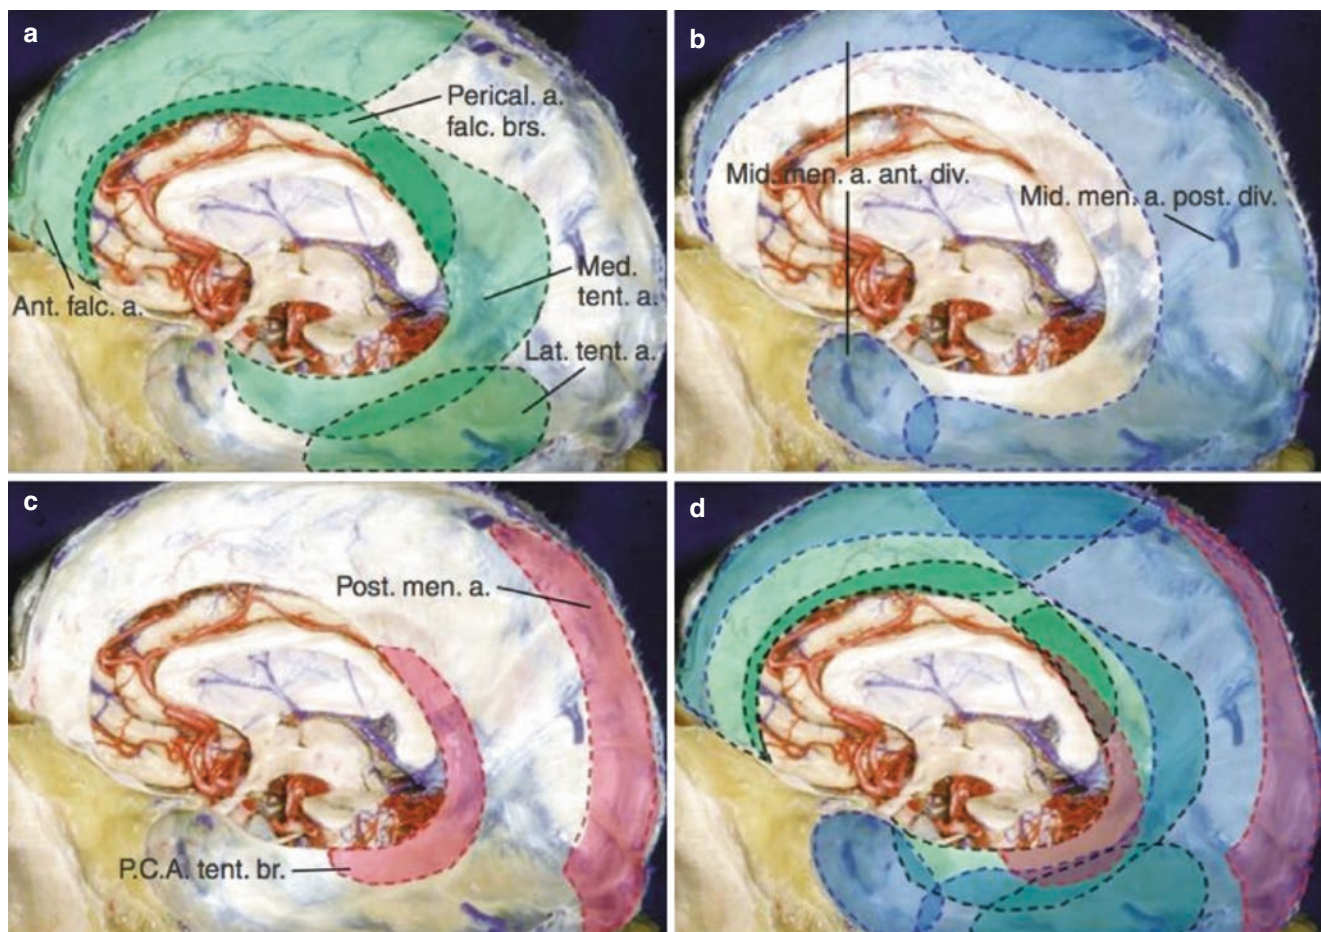 a
Perical. a.
falc. brs.
Ant. falc. a.
Med.
tent. a.
Lat. tent. a.
b
Mid. men. a. ant. div.
Mid. men. a. post. div.
c
Post. men. a.
P.C.A. tent. br.
d